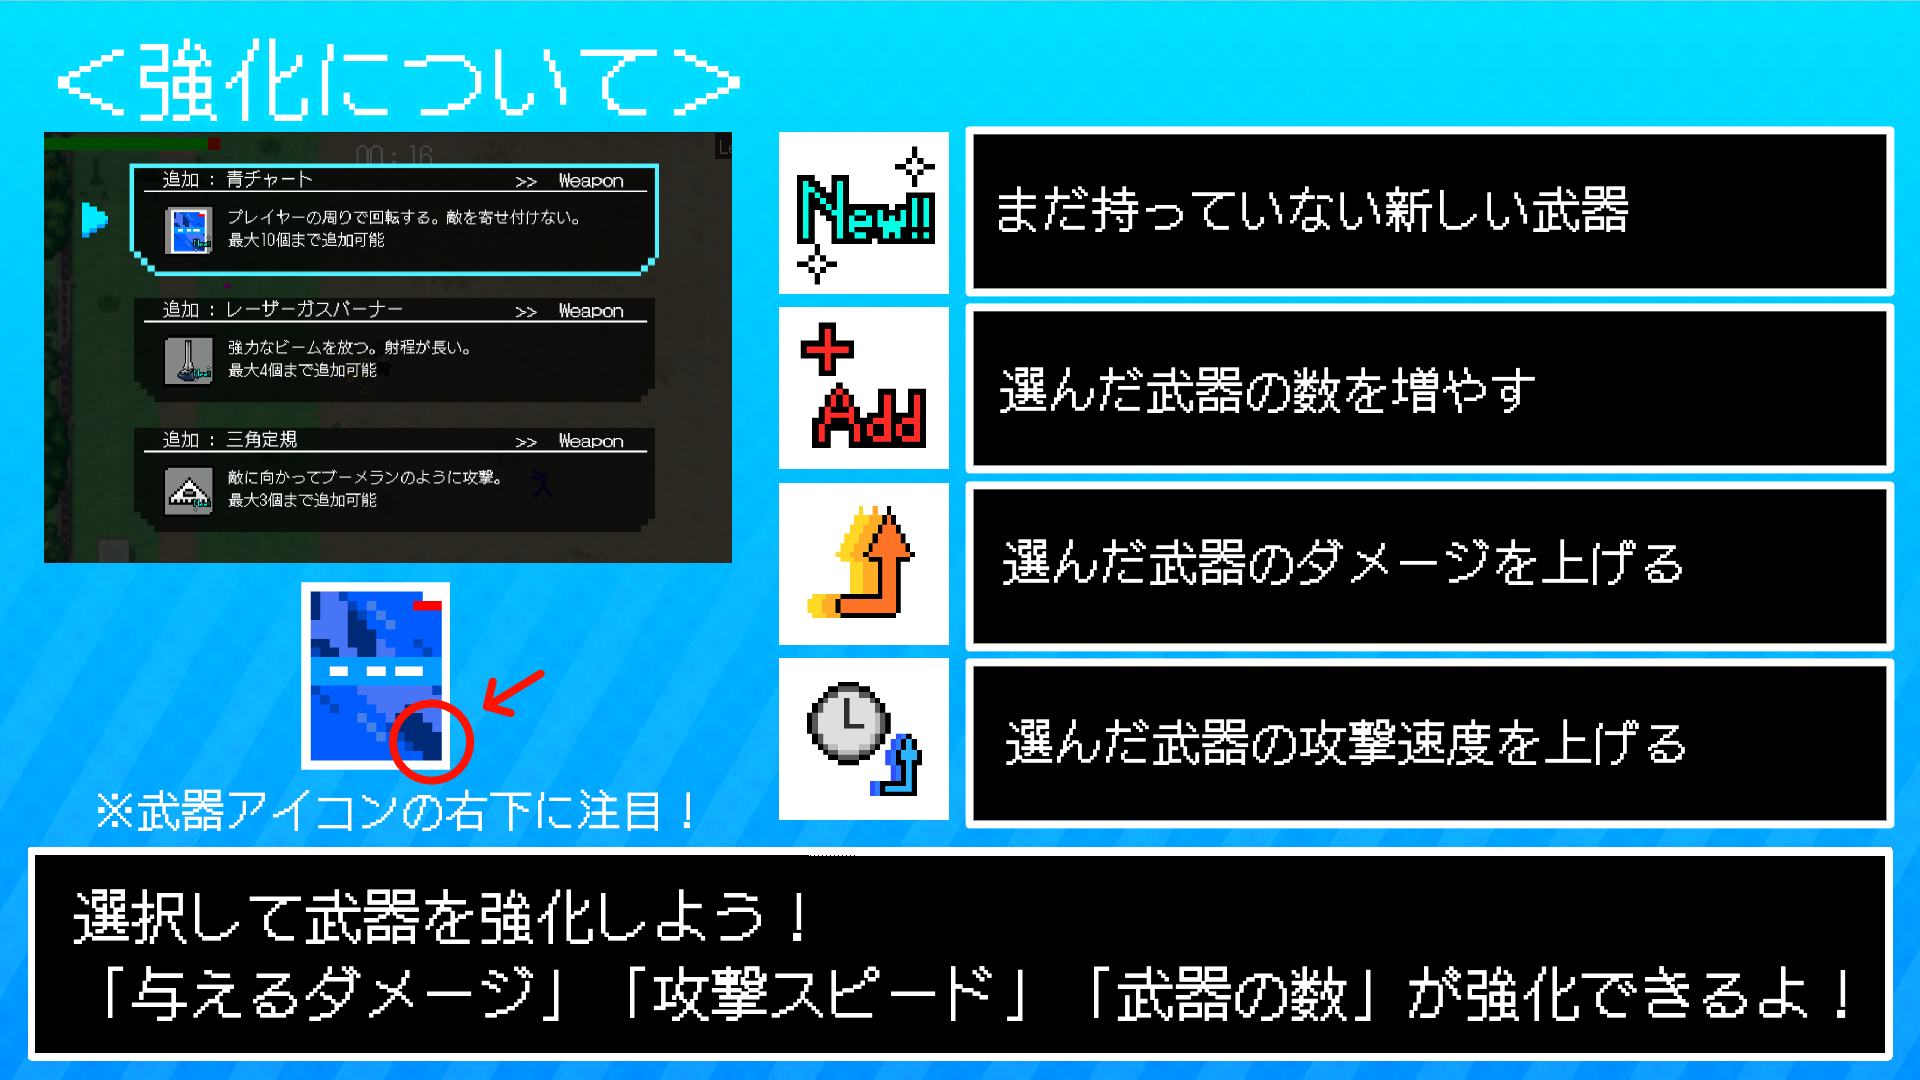 ＜強化について＞
00:16
Le
追加 : 青チャート >> Weapon
プレイヤーの周りで回転する。敵を寄せ付けない。
最大10個まで追加可能
New!
追加 : レーザーガスバーナー >> Weapon
強力なビームを放つ。射程が長い。
最大4個まで追加可能
New!
追加 : 三角定規 >> Weapon
敵に向かってブーメランのように攻撃。
最大3個まで追加可能
New!
※武器アイコンの右下に注目！
New!!
まだ持っていない新しい武器
+
Add
選んだ武器の数を増やす
選んだ武器のダメージを上げる
選んだ武器の攻撃速度を上げる
選択して武器を強化しよう！
「与えるダメージ」「攻撃スピード」「武器の数」が強化できるよ！